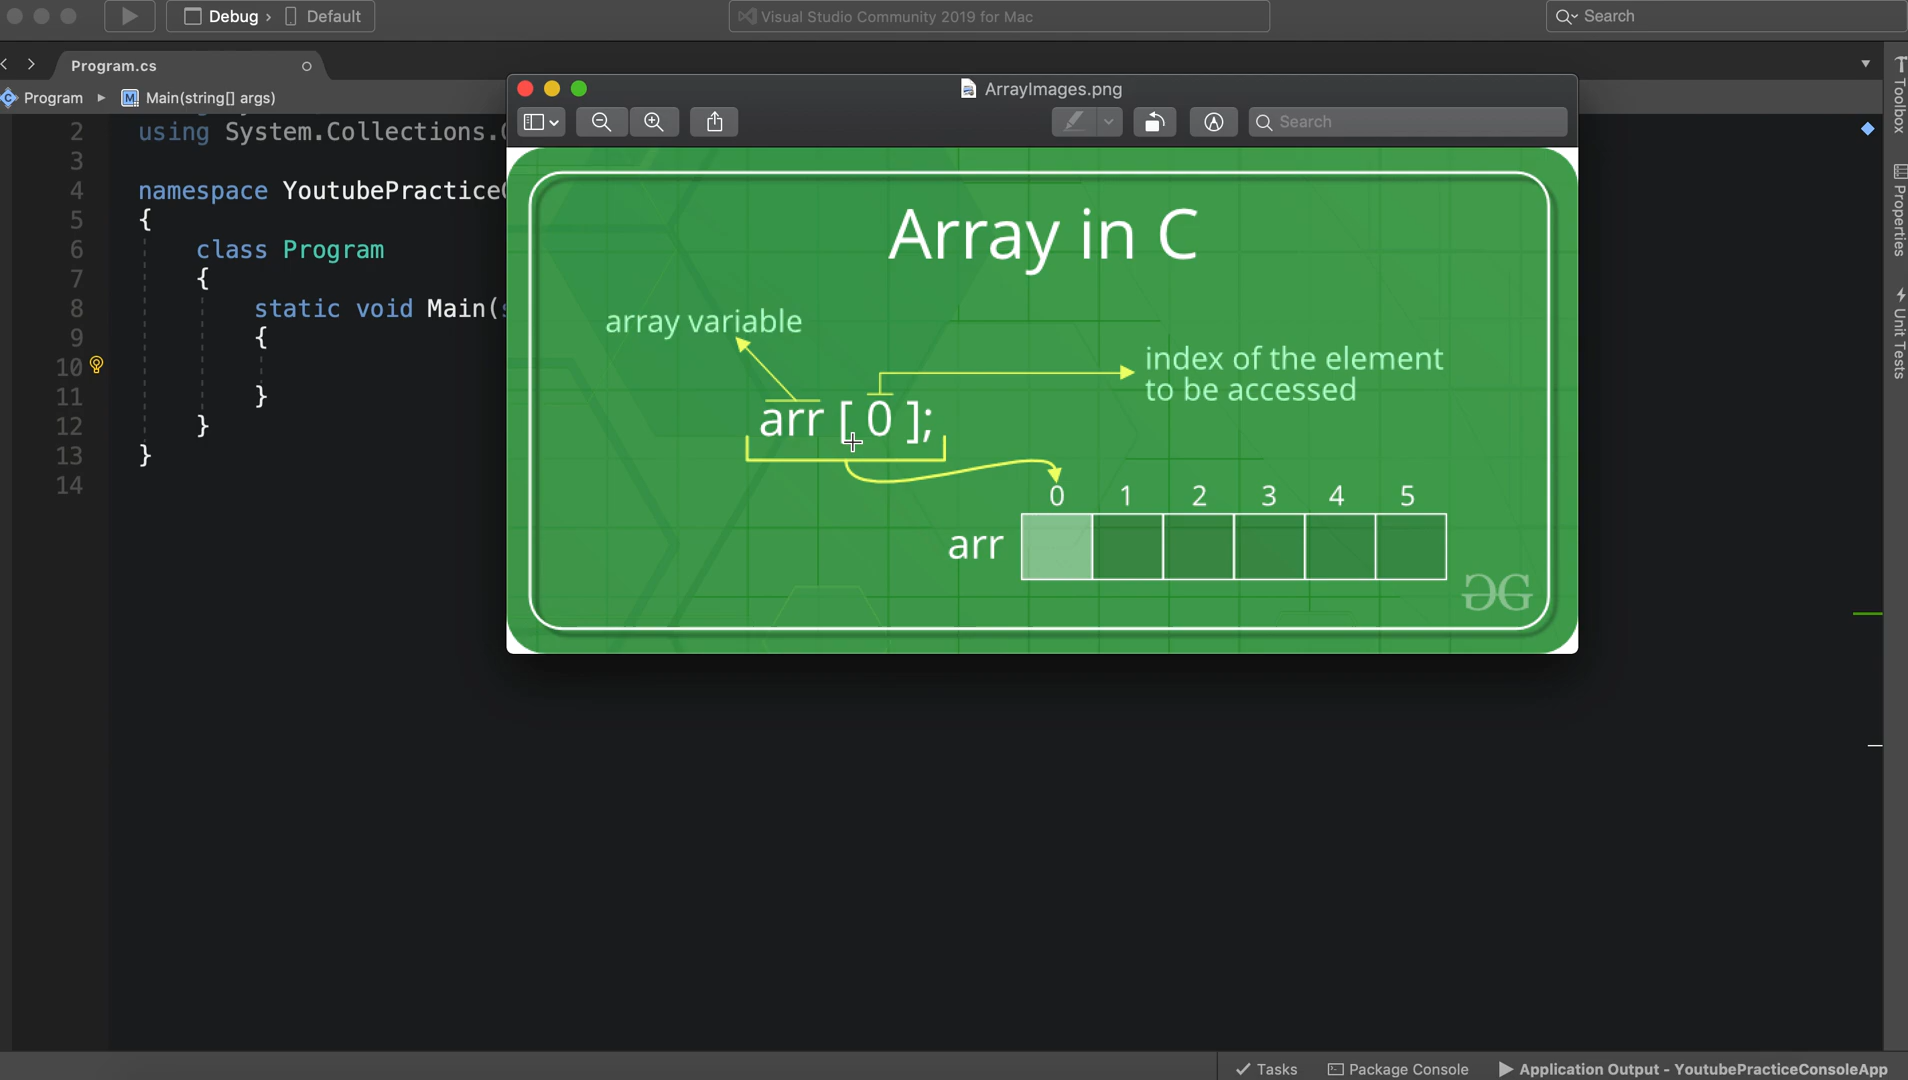 Debug › Default
Visual Studio Community 2019 for Mac
Search
Program.cs
Program ▸ Main(string[] args)
ArrayImages.png
Search
2 using System.Collections.
3
4 namespace YoutubePractice
5 {
6 class Program
7 {
8 static void Main(
9 {
10
11 }
12 }
13 }
14
Array in C
array variable
index of the element
to be accessed
arr [ 0 ];
0 1 2 3 4 5
arr
GG
Toolbox
Properties
Unit Tests
Tasks
Package Console
Application Output - YoutubePracticeConsoleApp